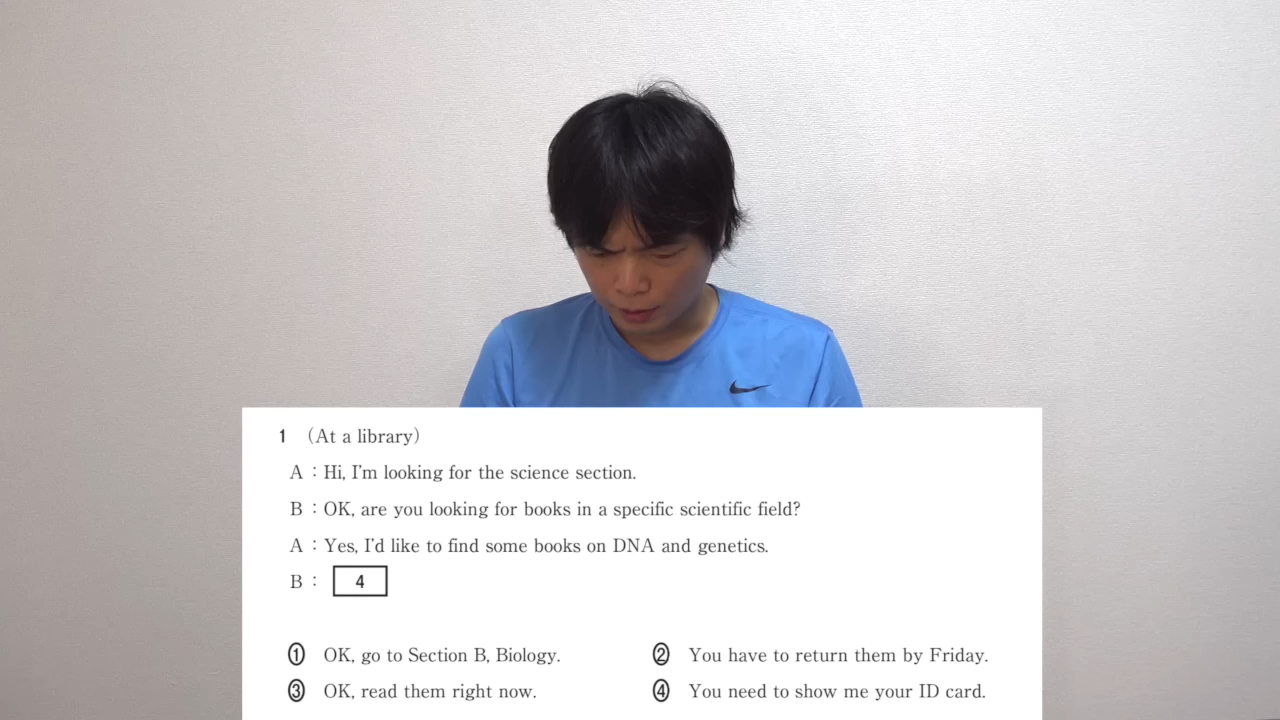 1 （At a library）
A：Hi, I'm looking for the science section.
B：OK, are you looking for books in a specific scientific field?
A：Yes, I'd like to find some books on DNA and genetics.
B： 4
① OK, go to Section B, Biology. ② You have to return them by Friday.
③ OK, read them right now. ④ You need to show me your ID card.